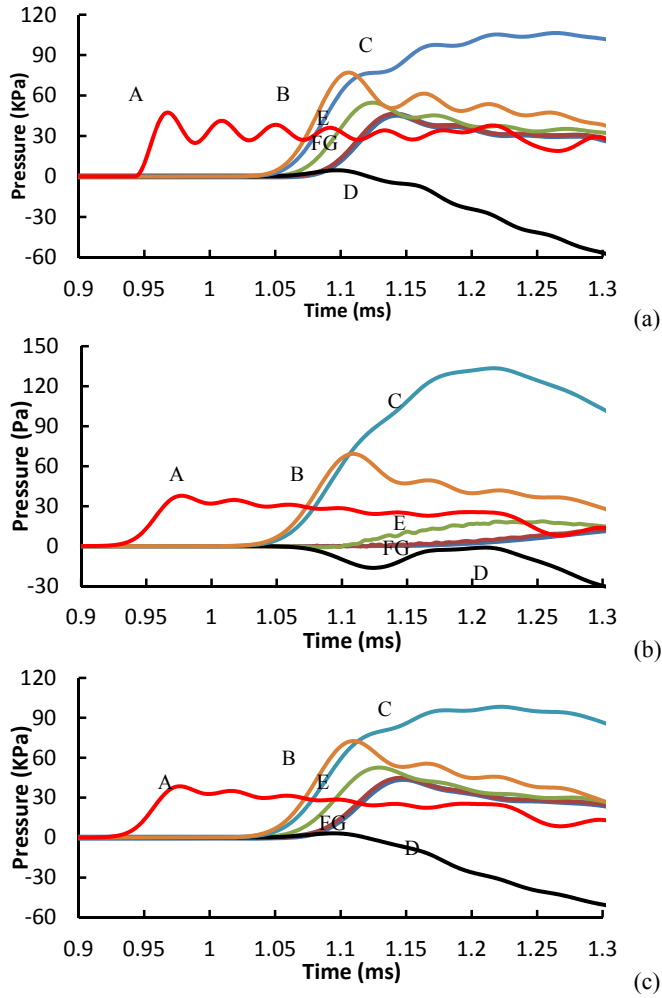 120
90
60
30
0
-30
-60
Pressure (KPa)
A
B
C
E
FG
D
0.9 0.95 1 1.05 1.1 1.15 1.2 1.25 1.3
Time (ms)
(a)
150
120
90
60
30
0
-30
Pressure (Pa)
A
B
C
E
FG
D
0.9 0.95 1 1.05 1.1 1.15 1.2 1.25 1.3
Time (ms)
(b)
120
90
60
30
0
-30
-60
Pressure (KPa)
A
B
C
E
FG
D
0.9 0.95 1 1.05 1.1 1.15 1.2 1.25 1.3
Time (ms)
(c)